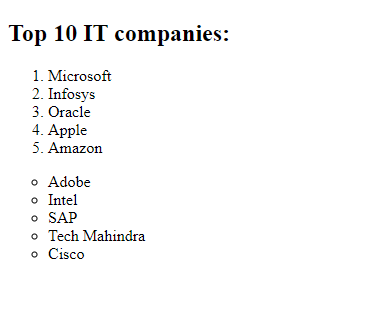 Top 10 IT companies:
1. Microsoft
2. Infosys
3. Oracle
4. Apple
5. Amazon
○ Adobe
○ Intel
○ SAP
○ Tech Mahindra
○ Cisco